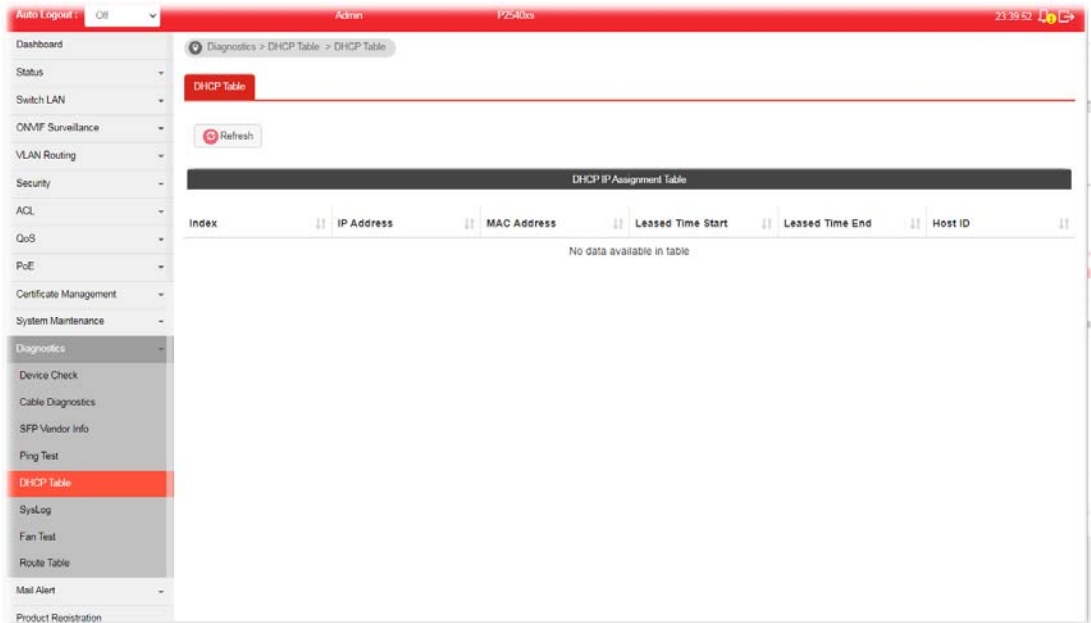 Auto Logout : Off Admin P2540xs 23:39:52
Dashboard
Diagnostics > DHCP Table > DHCP Table
Status
DHCP Table
Switch LAN
ONVIF Surveillance
Refresh
VLAN Routing
Security
DHCP IP Assignment Table
ACL
Index IP Address MAC Address Leased Time Start Leased Time End Host ID
QoS
No data available in table
PoE
Certificate Management
System Maintenance
Diagnostics
Device Check
Cable Diagnostics
SFP Vendor Info
Ping Test
DHCP Table
SysLog
Fan Test
Route Table
Mail Alert
Product Registration